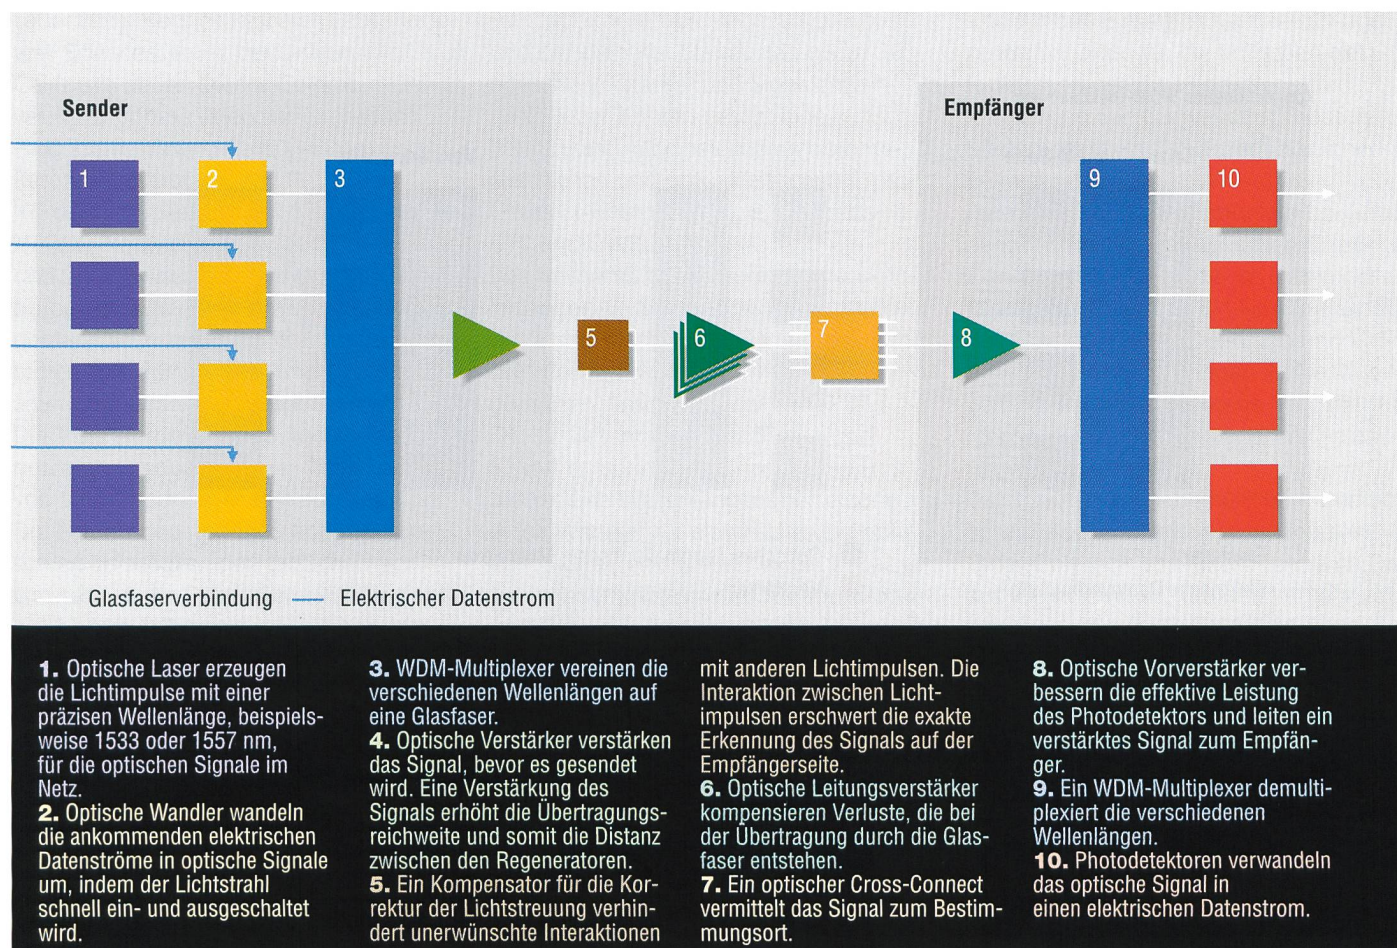 Sender
Empfänger
1
2
3
5
6
7
8
9
10
Glasfaserverbindung
Elektrischer Datenstrom
1. Optische Laser erzeugen
die Lichtimpulse mit einer
präzisen Wellenlänge, beispiels-
weise 1533 oder 1557 nm,
für die optischen Signale im
Netz.
2. Optische Wandler wandeln
die ankommenden elektrischen
Datenströme in optische Signale
um, indem der Lichtstrahl
schnell ein- und ausgeschaltet
wird.
3. WDM-Multiplexer vereinen die
verschiedenen Wellenlängen auf
eine Glasfaser.
4. Optische Verstärker verstärken
das Signal, bevor es gesendet
wird. Eine Verstärkung des
Signals erhöht die Übertragungs-
reichweite und somit die Distanz
zwischen den Regeneratoren.
5. Ein Kompensator für die Kor-
rektur der Lichtstreuung verhin-
dert unerwünschte Interaktionen
mit anderen Lichtimpulsen. Die
Interaktion zwischen Licht-
impulsen erschwert die exakte
Erkennung des Signals auf der
Empfängerseite.
6. Optische Leitungsverstärker
kompensieren Verluste, die bei
der Übertragung durch die Glas-
faser entstehen.
7. Ein optischer Cross-Connect
vermittelt das Signal zum Bestim-
mungsort.
8. Optische Vorverstärker ver-
bessern die effektive Leistung
des Photodetektors und leiten ein
verstärktes Signal zum Empfän-
ger.
9. Ein WDM-Multiplexer demulti-
plexiert die verschiedenen
Wellenlängen.
10. Photodetektoren verwandeln
das optische Signal in
einen elektrischen Datenstrom.